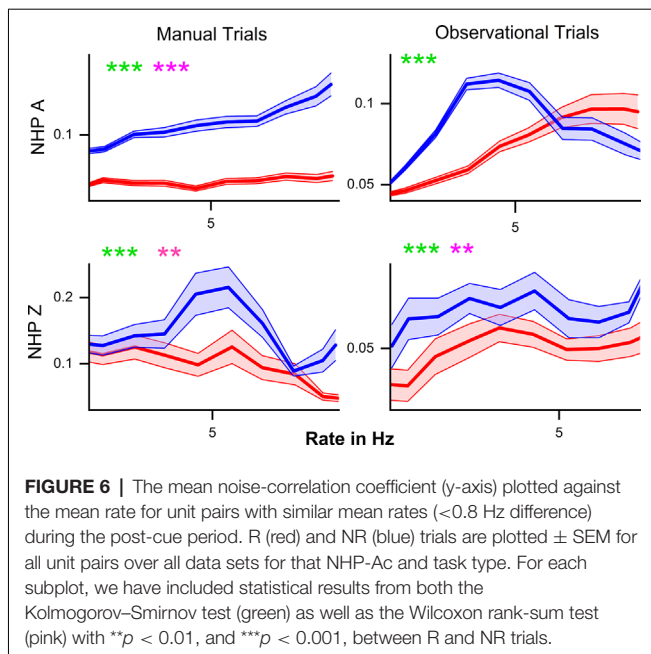 Manual Trials
Observational Trials
*** ***
***
NHP A
0.1
0.1
0.05
5
5
*** **
*** **
NHP Z
0.2
0.1
0.05
5
5
Rate in Hz
FIGURE 6 | The mean noise-correlation coefficient (y-axis) plotted against
the mean rate for unit pairs with similar mean rates (<0.8 Hz difference)
during the post-cue period. R (red) and NR (blue) trials are plotted ± SEM for
all unit pairs over all data sets for that NHP-Ac and task type. For each
subplot, we have included statistical results from both the
Kolmogorov–Smirnov test (green) as well as the Wilcoxon rank-sum test
(pink) with **p < 0.01, and ***p < 0.001, between R and NR trials.